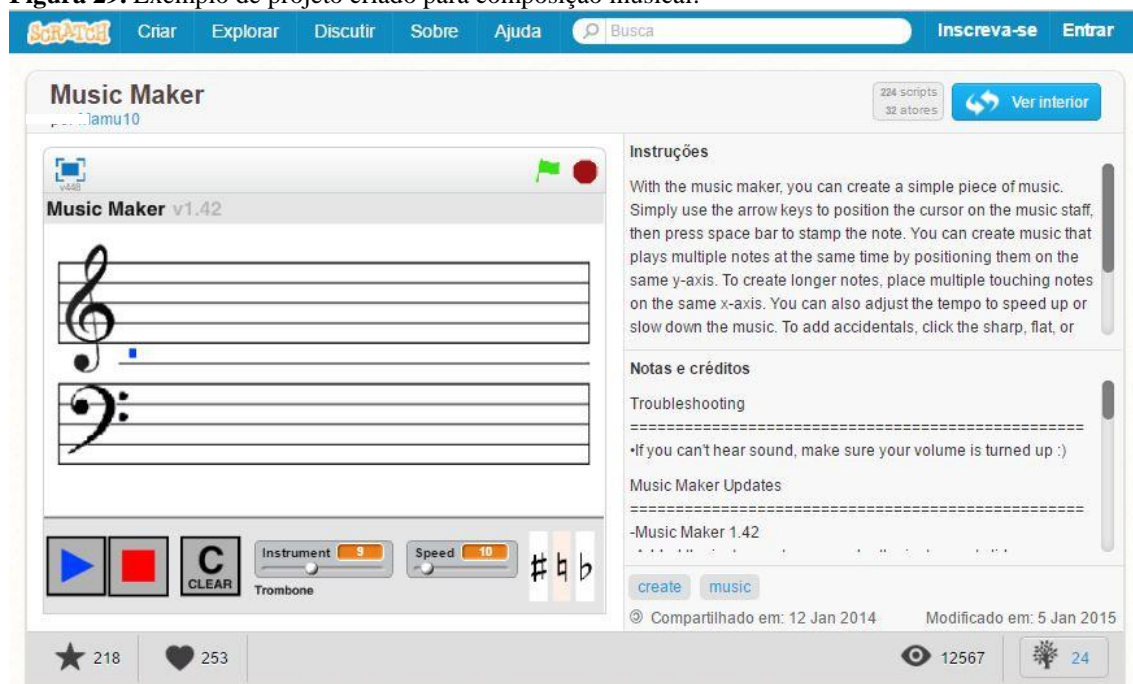 Figura 29. Exemplo de projeto criado para composição musical.
SCRATCH Criar Explorar Discutir Sobre Ajuda Busca Inscreva-se Entrar
Music Maker
224 scripts
32 atores
Ver interior
v448
Music Maker v1.42
Instruções
With the music maker, you can create a simple piece of music.
Simply use the arrow keys to position the cursor on the music staff,
then press space bar to stamp the note. You can create music that
plays multiple notes at the same time by positioning them on the
same y-axis. To create longer notes, place multiple touching notes
on the same x-axis. You can also adjust the tempo to speed up or
slow down the music. To add accidentals, click the sharp, flat, or
Notas e créditos
Troubleshooting
==================================================
•If you can't hear sound, make sure your volume is turned up :)
Music Maker Updates
==================================================
-Music Maker 1.42
C
CLEAR
Instrument 9
Trombone
Speed 10
♯ ♮ ♭
create music
Compartilhado em: 12 Jan 2014 Modificado em: 5 Jan 2015
218 253 12567 24